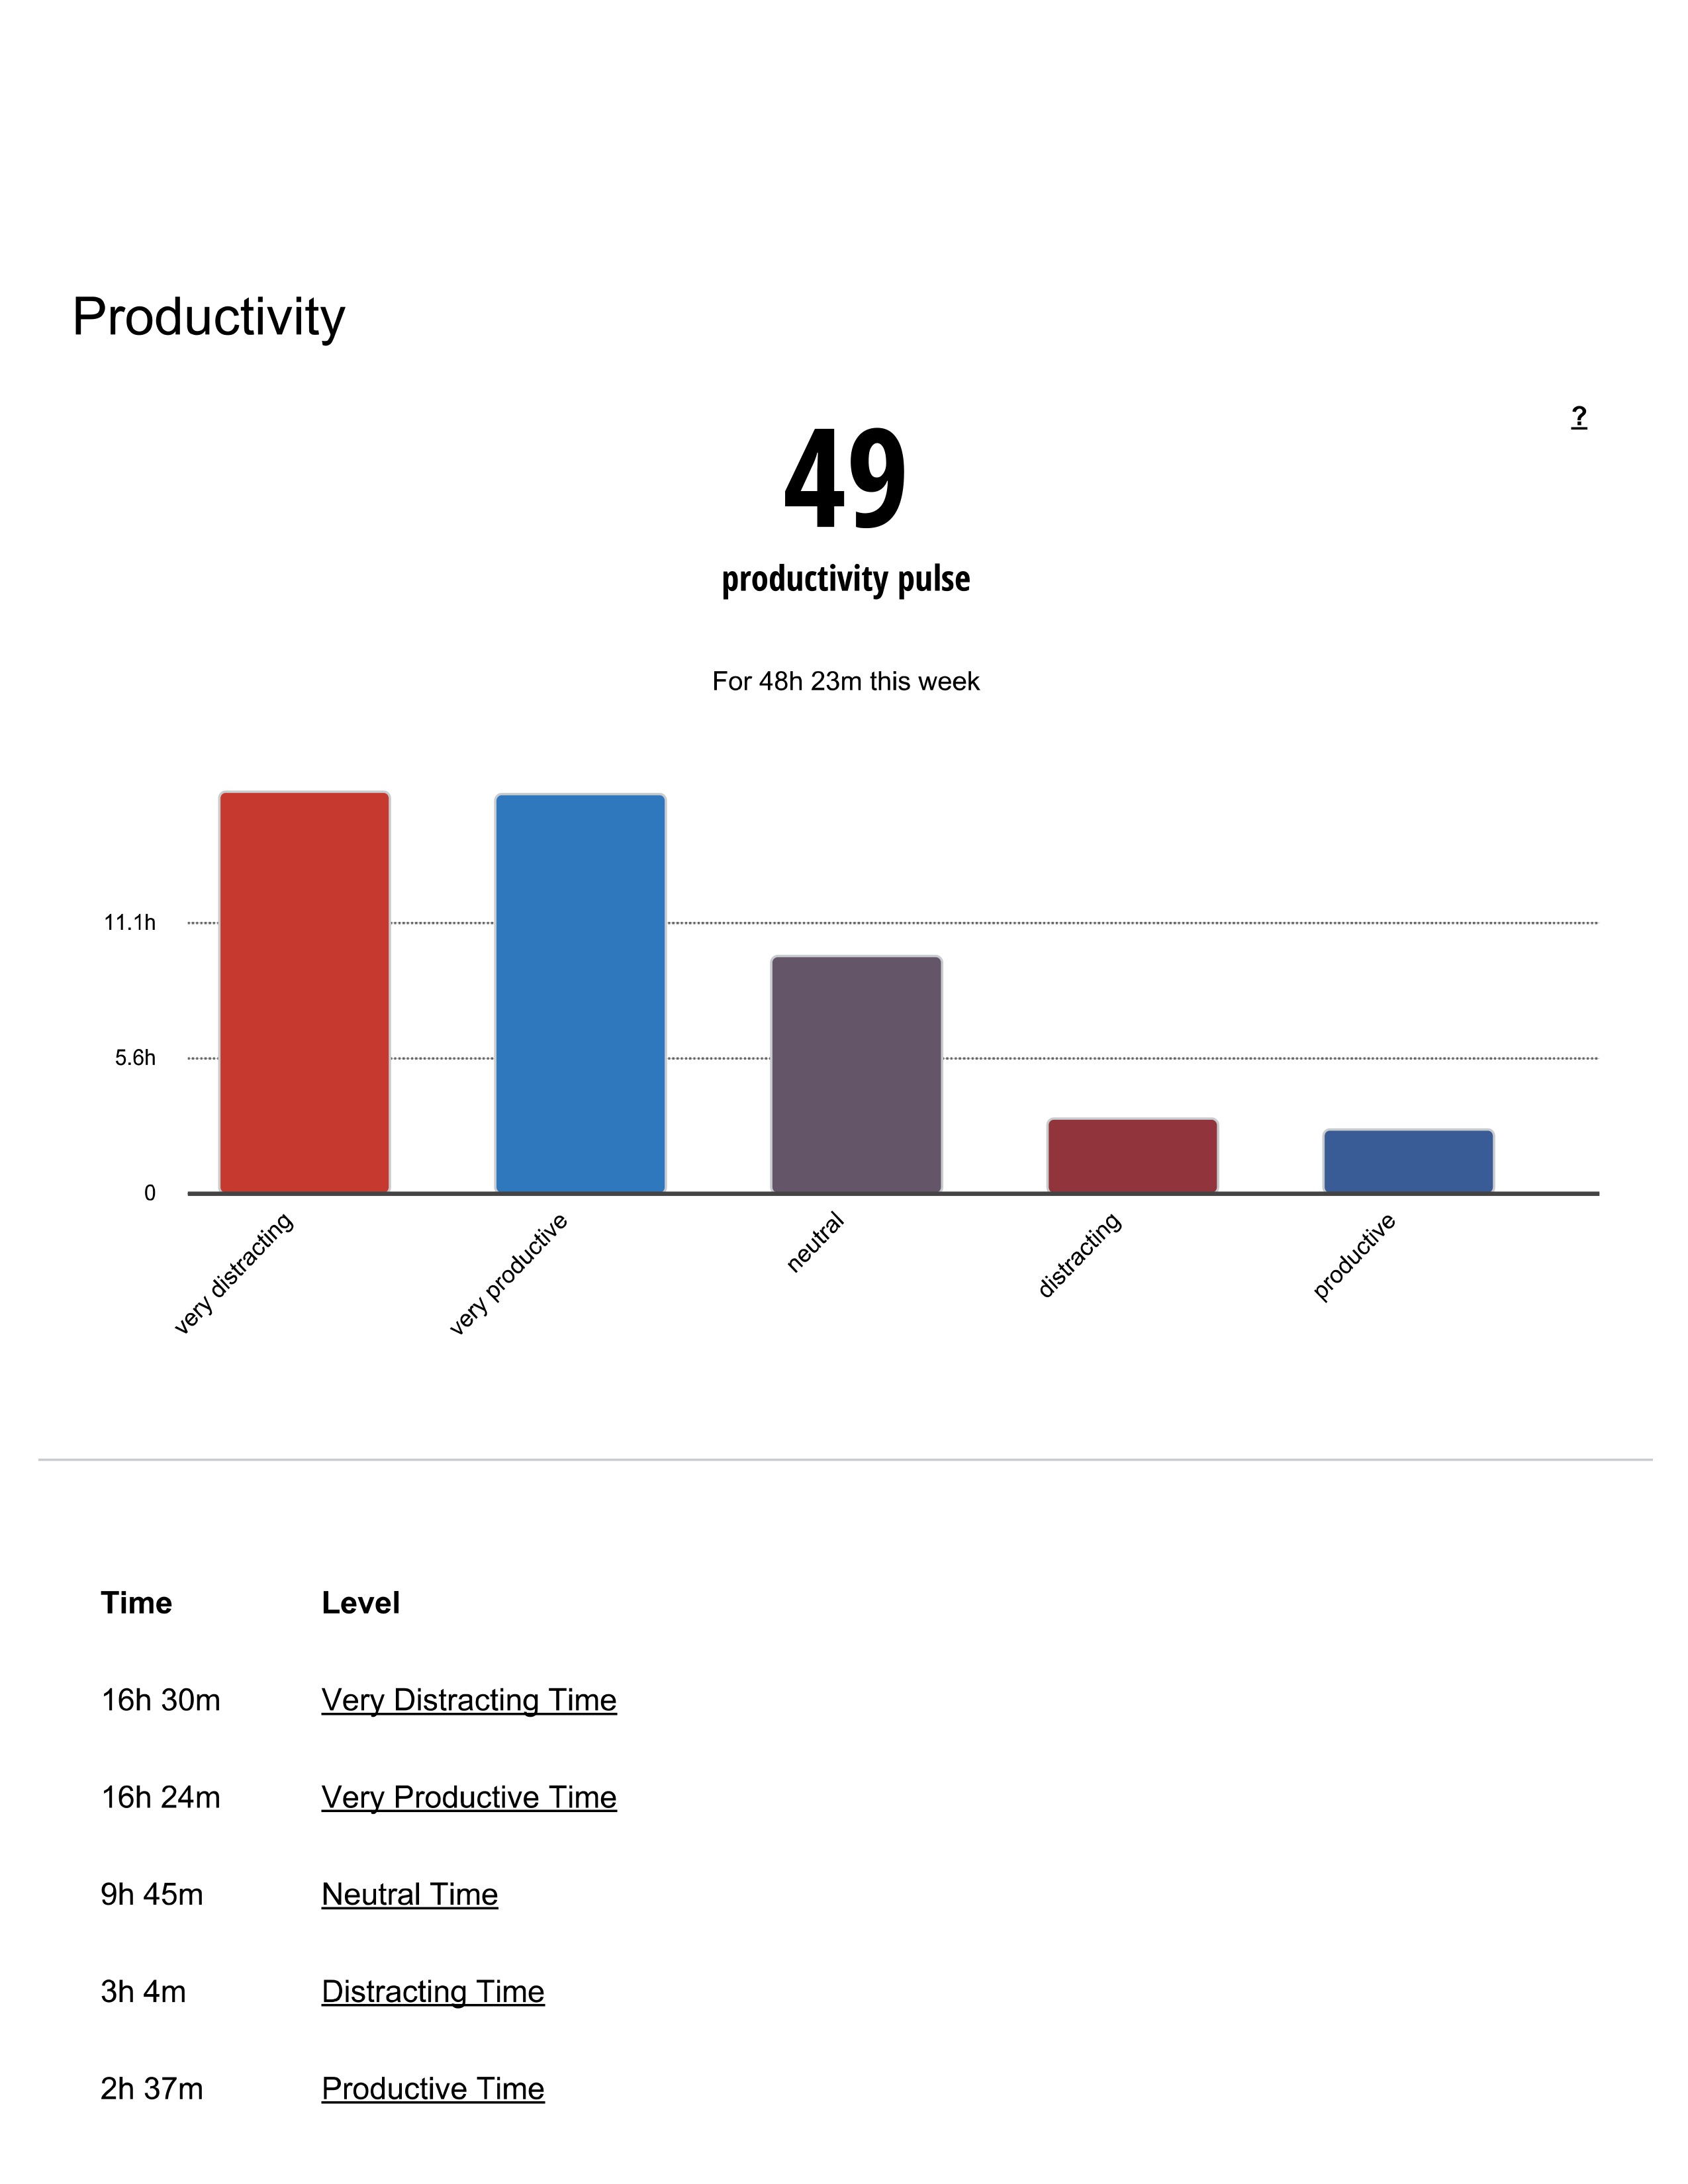 Productivity
?
49
productivity pulse
For 48h 23m this week
11.1h
5.6h
0
very distracting
very productive
neutral
distracting
productive
Time Level
16h 30m Very Distracting Time
16h 24m Very Productive Time
9h 45m Neutral Time
3h 4m Distracting Time
2h 37m Productive Time